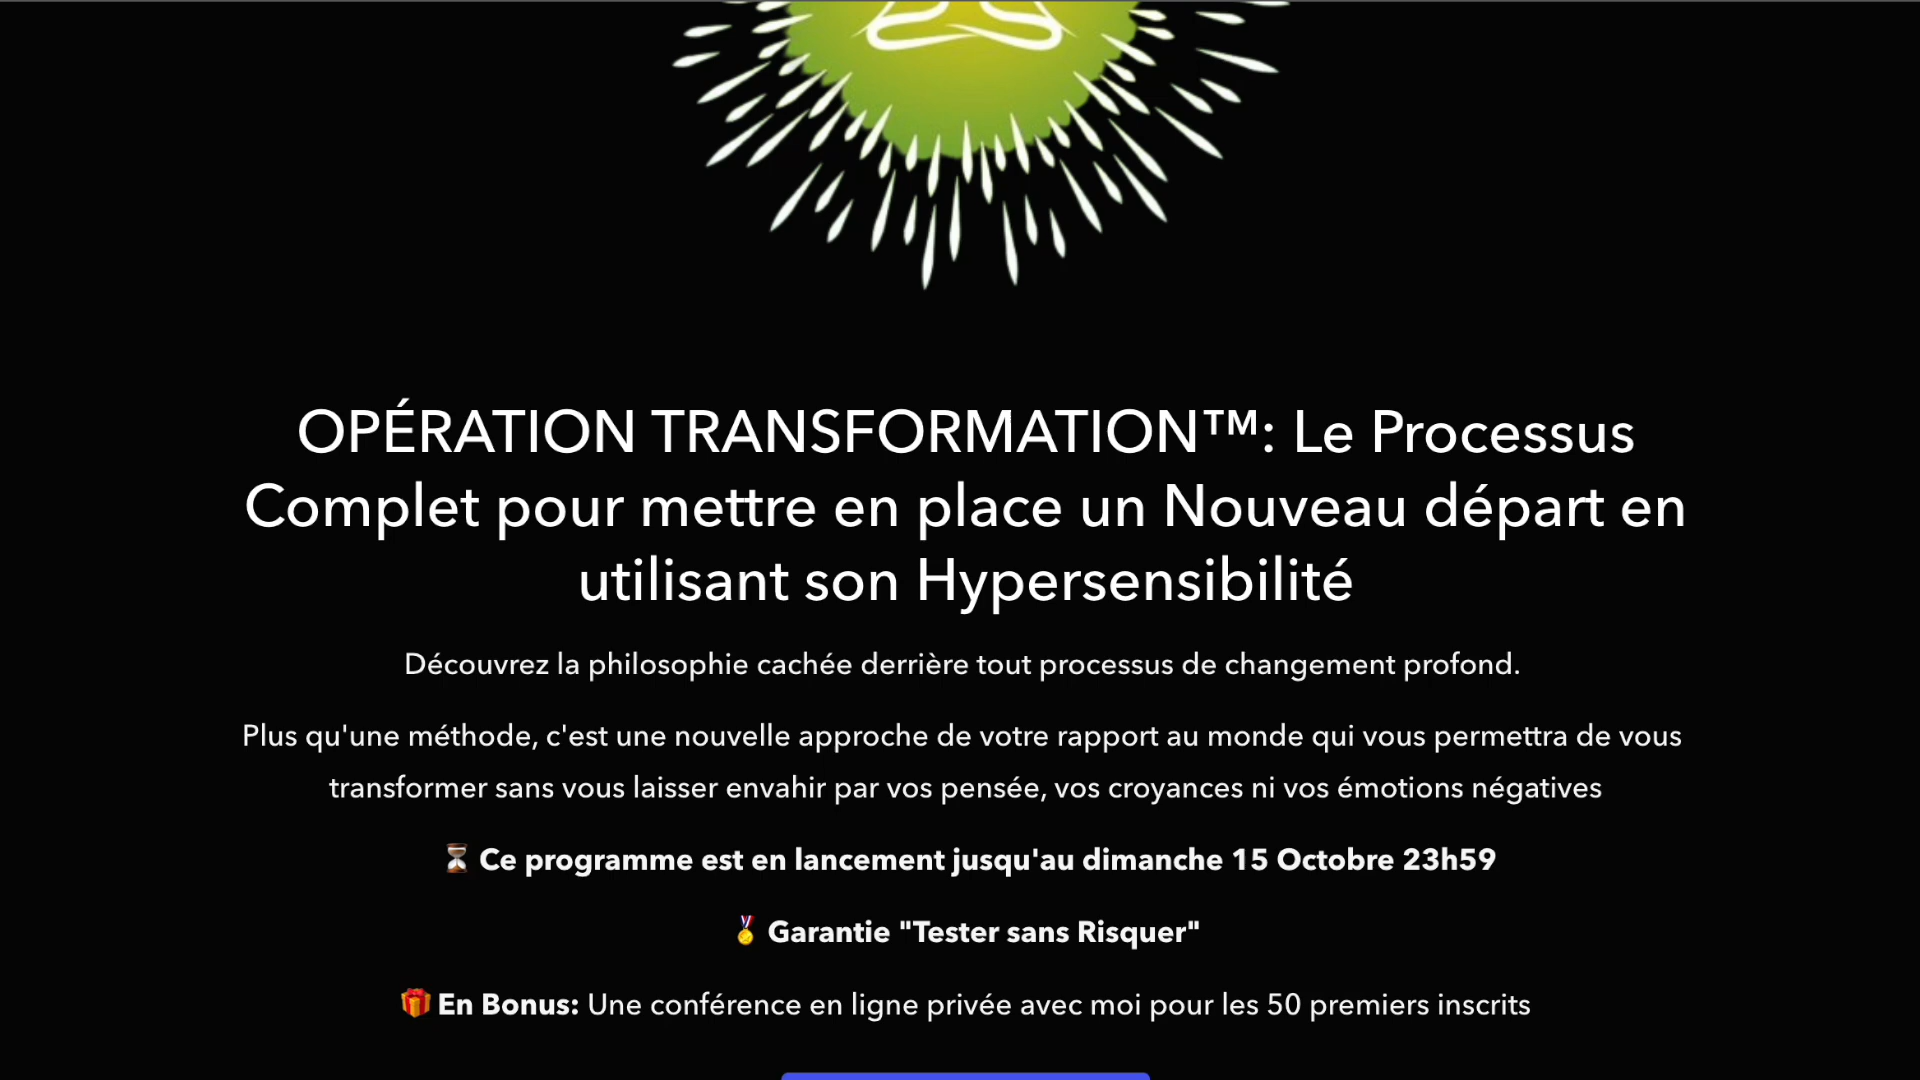 OPÉRATION TRANSFORMATION™: Le Processus
Complet pour mettre en place un Nouveau départ en
utilisant son Hypersensibilité
Découvrez la philosophie cachée derrière tout processus de changement profond.
Plus qu'une méthode, c'est une nouvelle approche de votre rapport au monde qui vous permettra de vous
transformer sans vous laisser envahir par vos pensée, vos croyances ni vos émotions négatives
⏳ Ce programme est en lancement jusqu'au dimanche 15 Octobre 23h59
🏅 Garantie "Tester sans Risquer"
🎁 En Bonus: Une conférence en ligne privée avec moi pour les 50 premiers inscrits